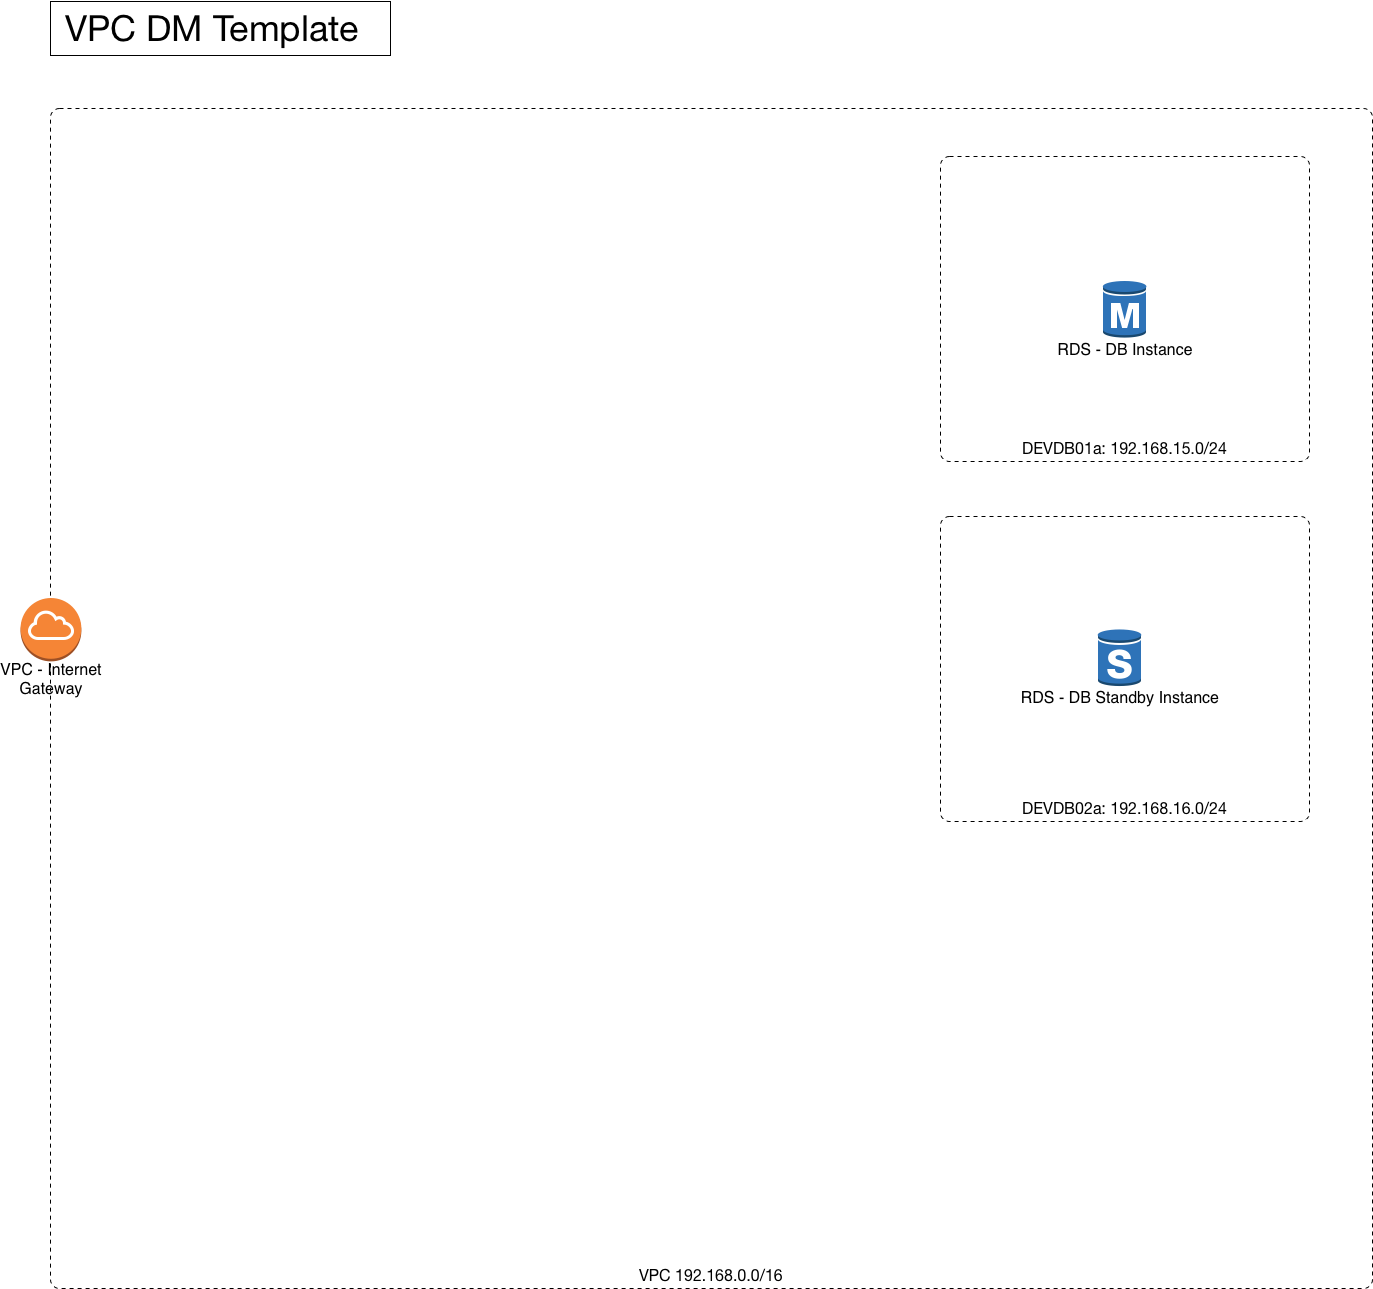 VPC DM Template
M
RDS - DB Instance
DEVDB01a: 192.168.15.0/24
VPC - Internet
Gateway
S
RDS - DB Standby Instance
DEVDB02a: 192.168.16.0/24
VPC 192.168.0.0/16